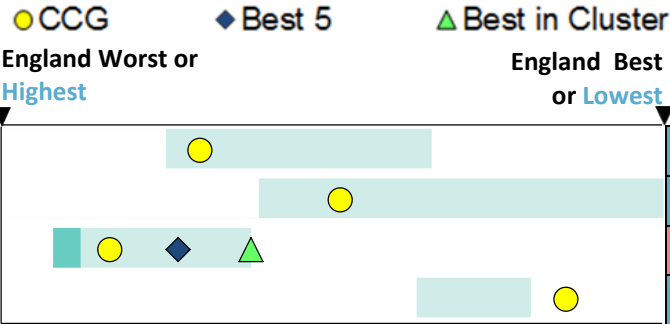 CCG Best 5 Best in Cluster
England Worst or England Best
Highest or Lowest